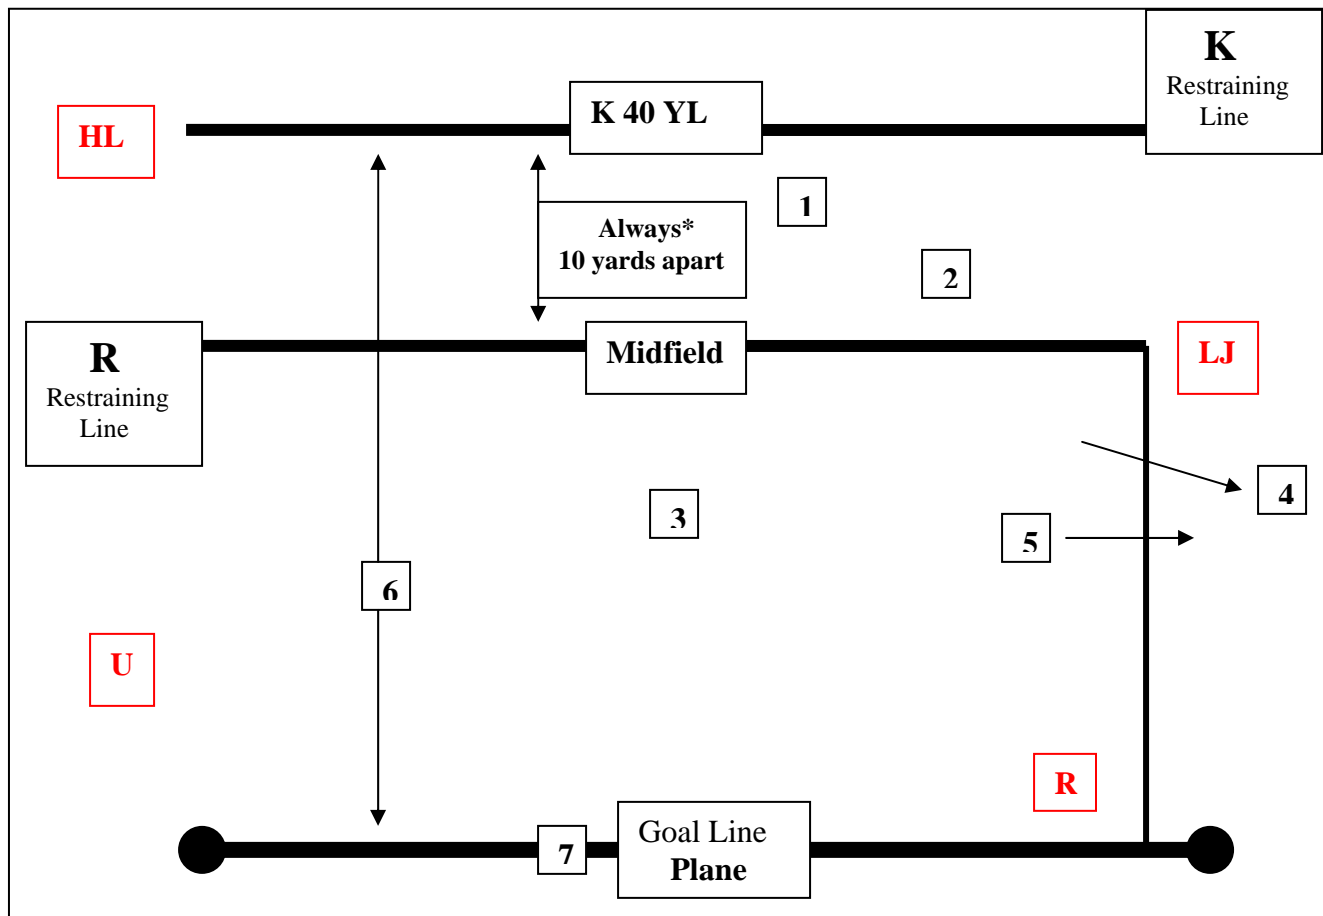 K
Restraining
Line
K 40 YL
HL
1
Always*
10 yards apart
2
R
Restraining
Line
Midfield
LJ
4
3
5
6
U
R
Goal Line
Plane
7